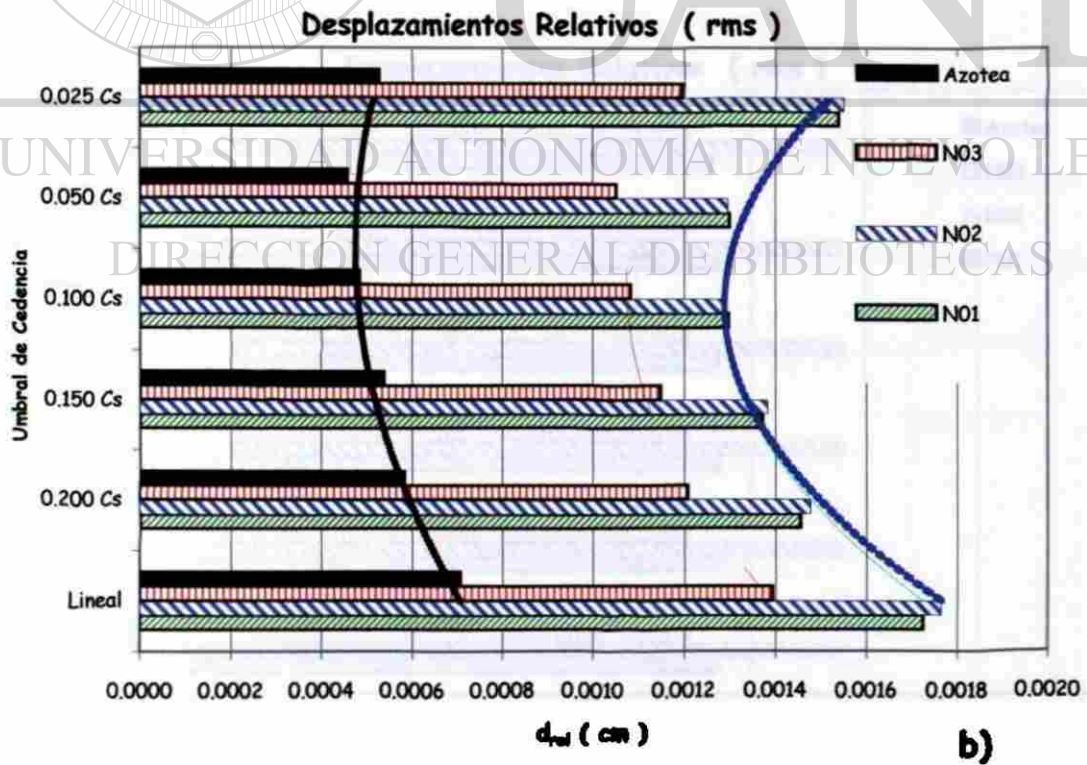 UANL
Desplazamientos Relativos ( rms )
Azotea
N03
N02
N01
UNIVERSIDAD AUTÓNOMA DE NUEVO LE
DIRECCIÓN GENERAL DE BIBLIOTECAS
Umbral de Cedencia
0.025 Cs
0.050 Cs
0.100 Cs
0.150 Cs
0.200 Cs
Lineal
0.0000 0.0002 0.0004 0.0006 0.0008 0.0010 0.0012 0.0014 0.0016 0.0018 0.0020
d_rel ( cm )
b)